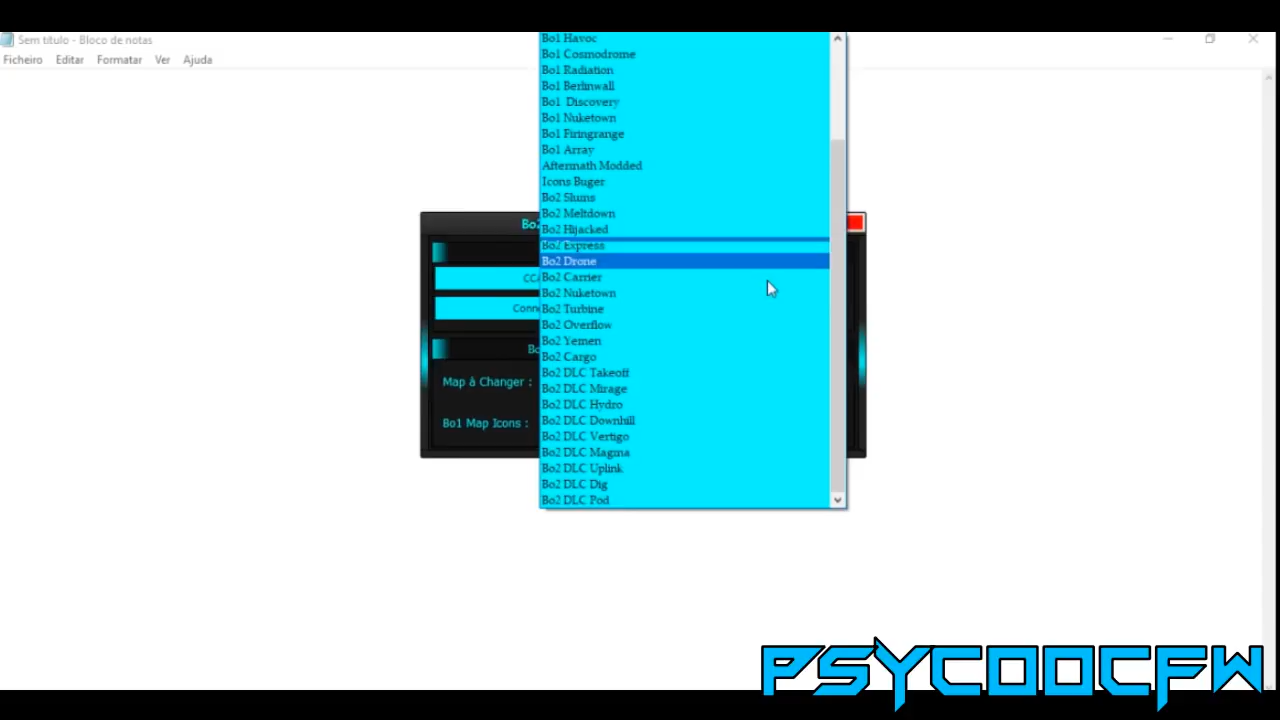 Sem título - Bloco de notas
Ficheiro Editar Formatar Ver Ajuda
Bo1 Havoc
Bo1 Cosmodrome
Bo1 Radiation
Bo1 Berlinwall
Bo1 Discovery
Bo1 Nuketown
Bo1 Firingrange
Bo1 Array
Aftermath Modded
Icons Buger
Bo2 Slums
Bo2 Meltdown
Bo2 Hijacked
Bo2 Express
Bo2 Drone
Bo2 Carrier
Bo2 Nuketown
Bo2 Turbine
Bo2 Overflow
Bo2 Yemen
Bo2 Cargo
Bo2 DLC Takeoff
Bo2 DLC Mirage
Bo2 DLC Hydro
Bo2 DLC Downhill
Bo2 DLC Vertigo
Bo2 DLC Magma
Bo2 DLC Uplink
Bo2 DLC Dig
Bo2 DLC Pod
Map à Changer :
Bo1 Map Icons :
PSYCOOCFW